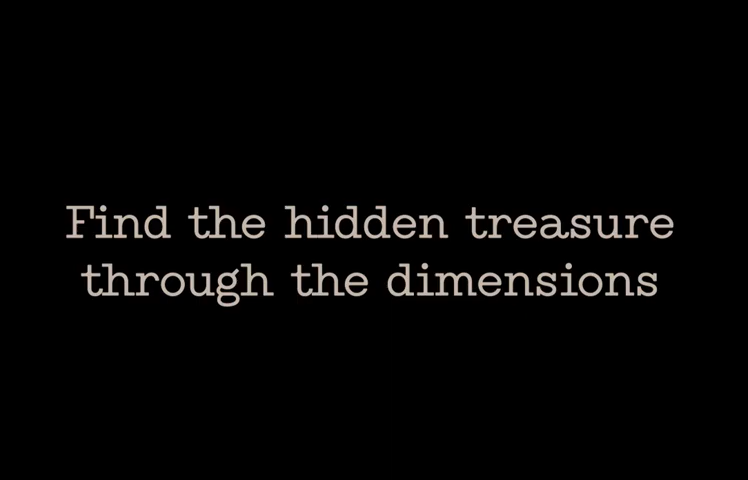 Find the hidden treasure
through the dimensions